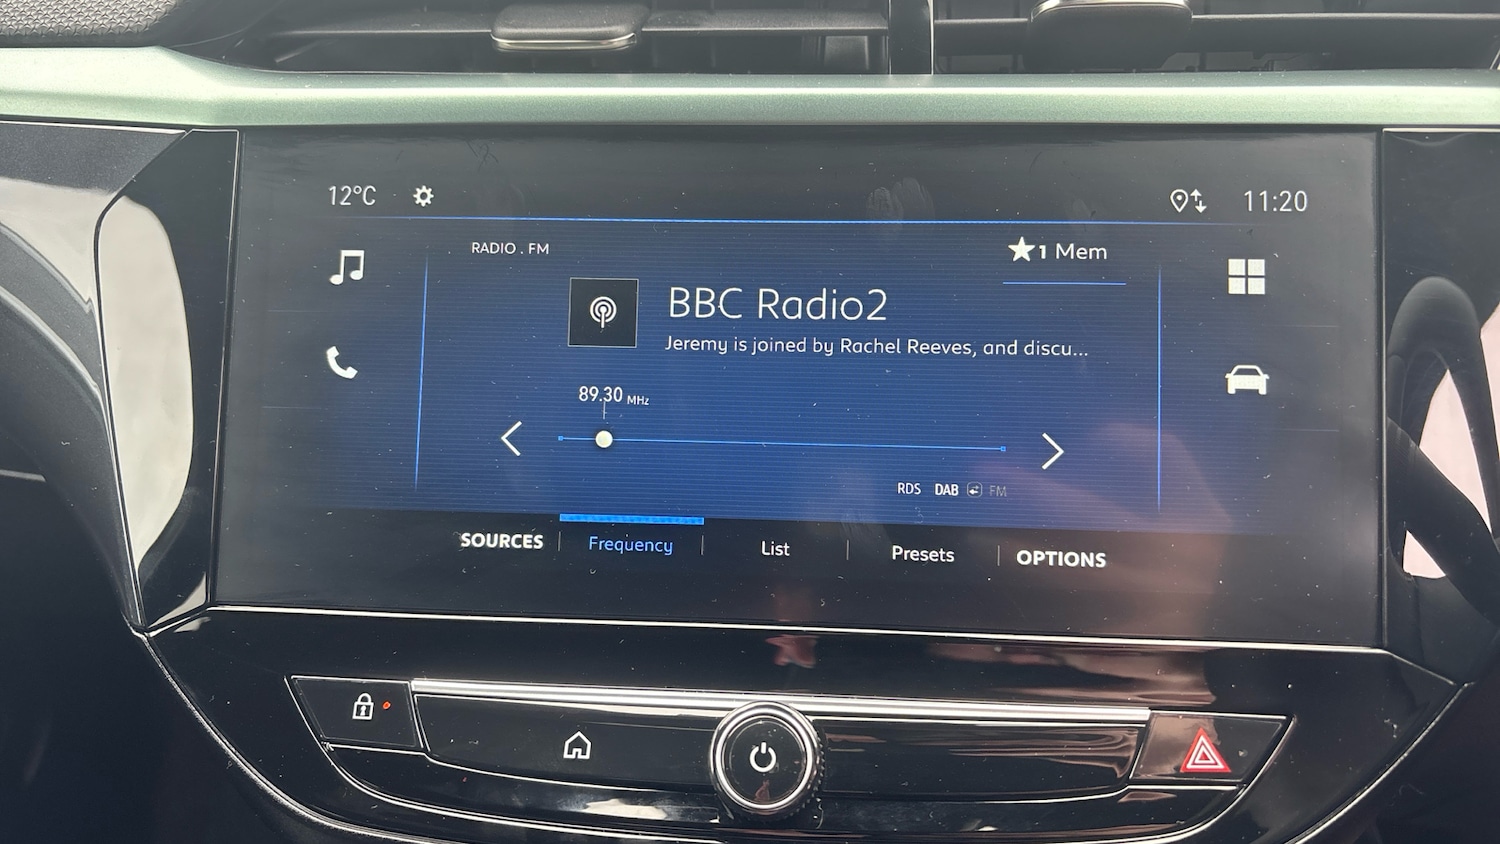 12°C
11:20
RADIO . FM
1 Mem
BBC Radio2
Jeremy is joined by Rachel Reeves, and discu...
89.30 MHz
RDS DAB FM
SOURCES Frequency List Presets OPTIONS